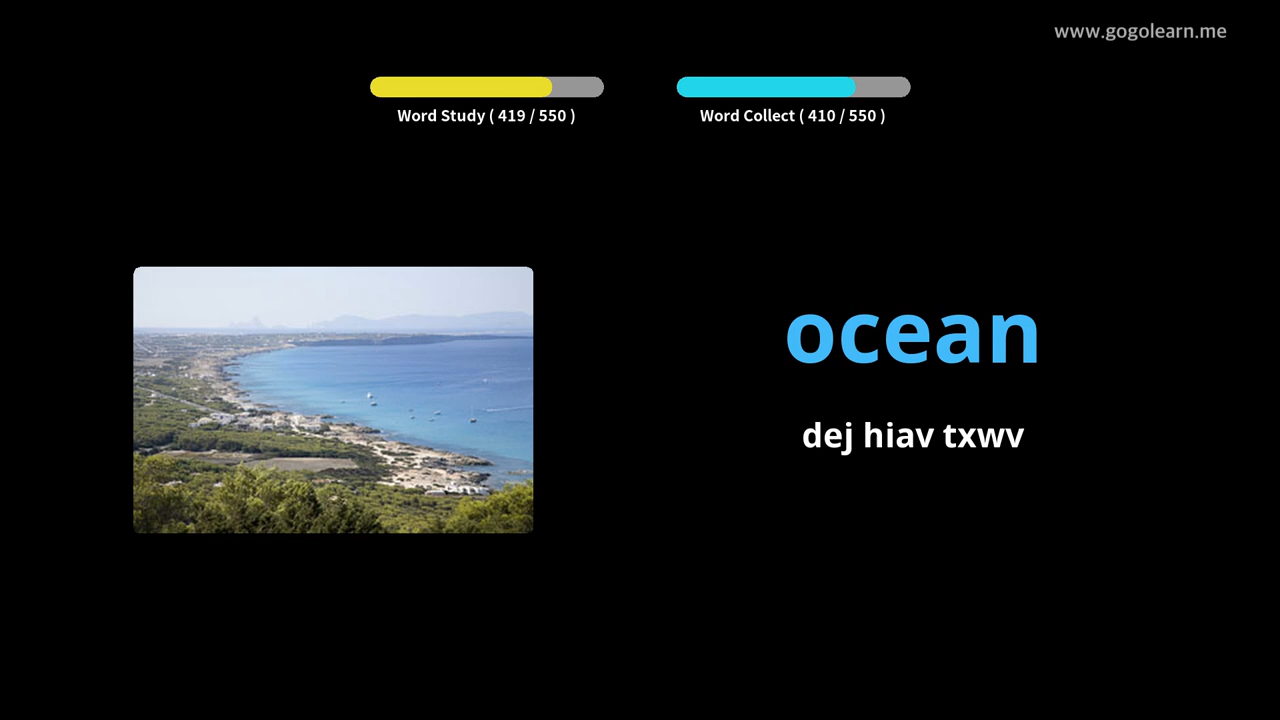 www.gogolearn.me
Word Study ( 419 / 550 )
Word Collect ( 410 / 550 )
ocean
dej hiav txwv